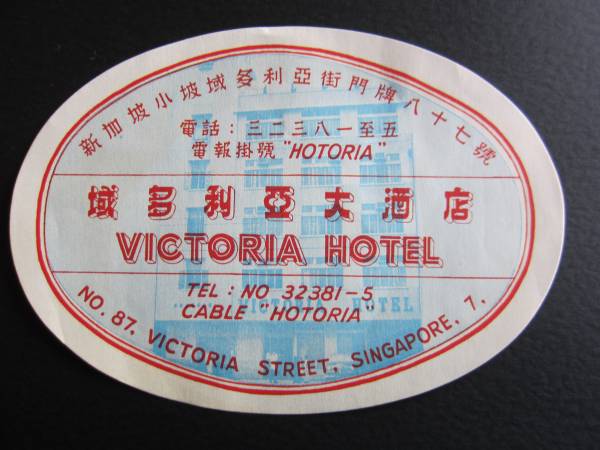 新加坡小坡域多利亞街門牌八十七號
電話：三二三八一至五
電報掛號"HOTORIA"
域多利亞大酒店
VICTORIA HOTEL
TEL : NO 32381-5
CABLE "HOTORIA"
NO. 87. VICTORIA STREET, SINGAPORE. 7.
VICTORIA HOTEL